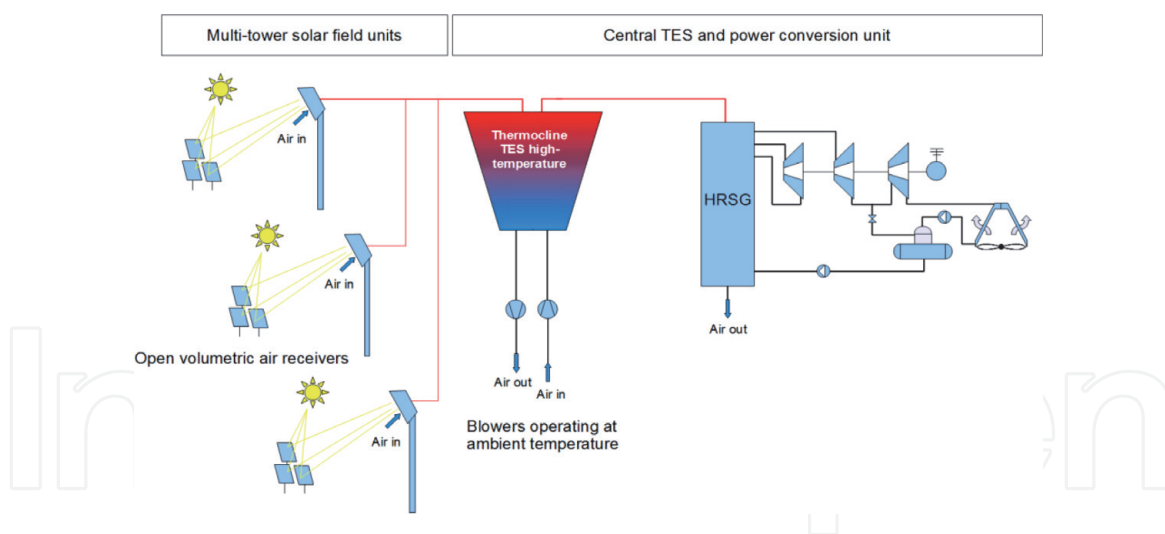 Multi-tower solar field units
Central TES and power conversion unit
Air in
Thermocline
TES high-
temperature
HRSG
Air in
Open volumetric air receivers
Air out
Air out
Air in
Air in
Blowers operating at
ambient temperature